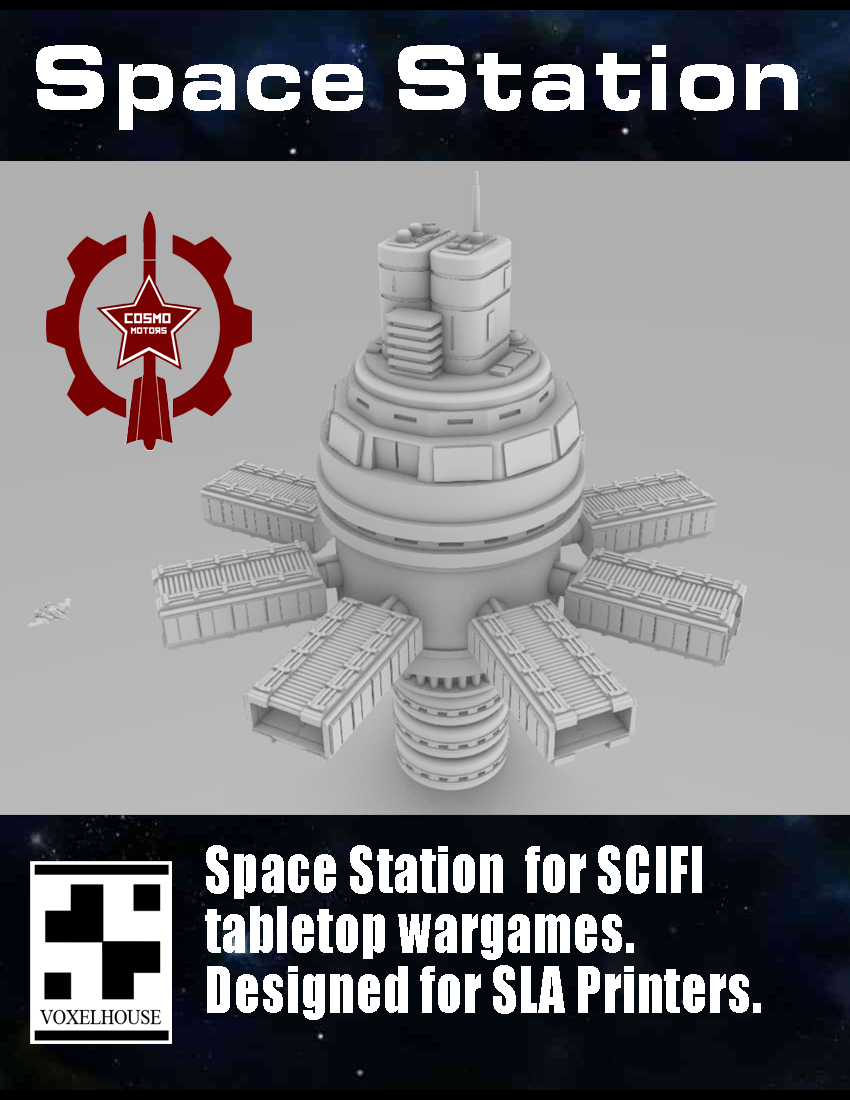 Space Station
COSMO
MOTORS
Space Station for SCIFI
tabletop wargames.
Designed for SLA Printers.
VOXELHOUSE